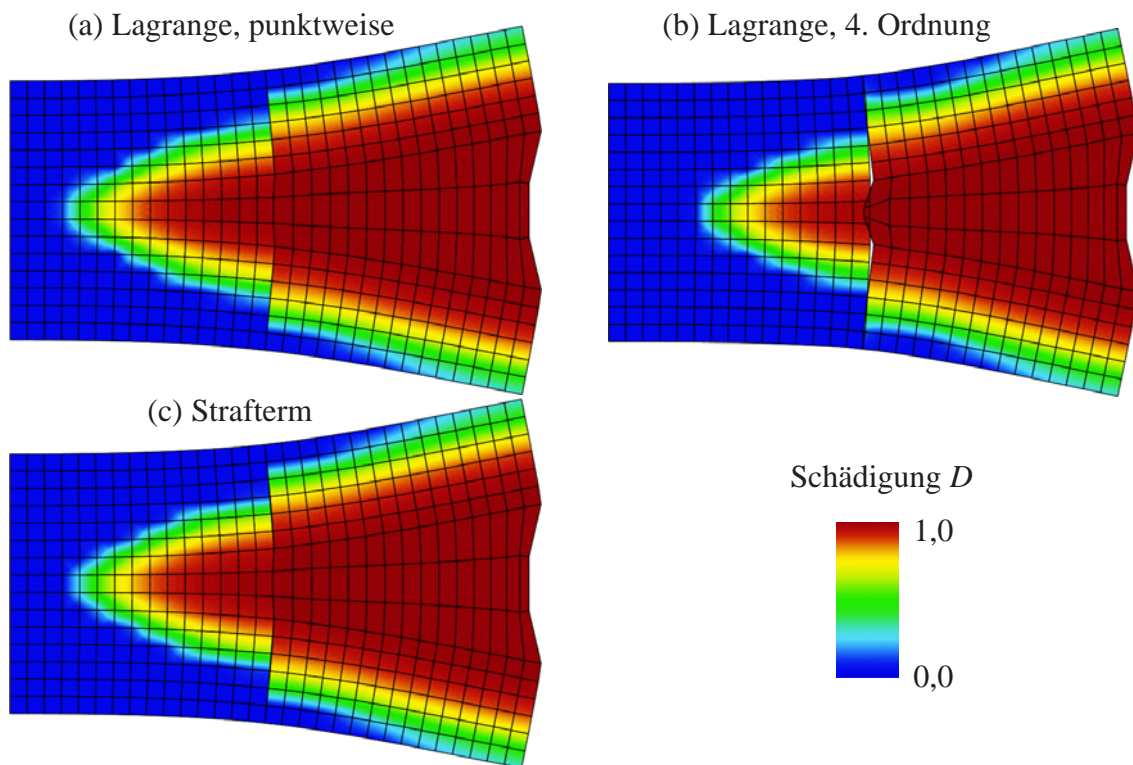 (a) Lagrange, punktweise
(b) Lagrange, 4. Ordnung
(c) Strafterm
Schädigung D
1,0
0,0